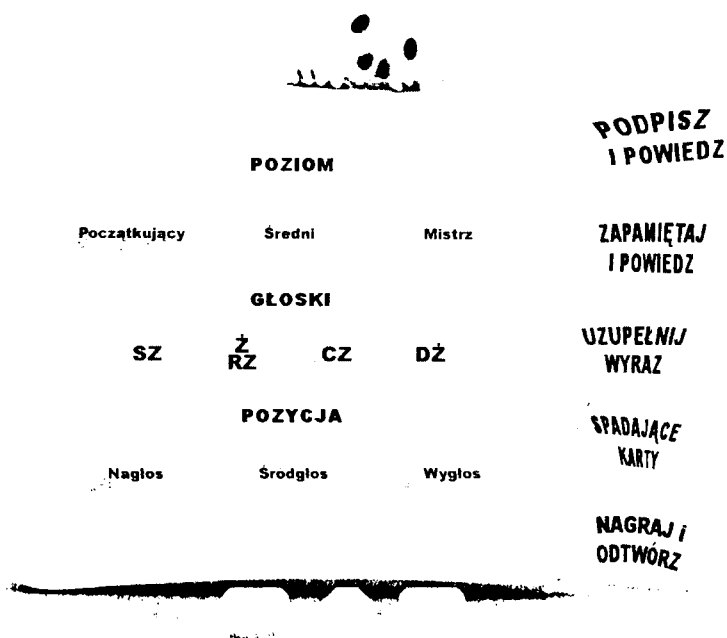 POZIOM
Początkujący Średni Mistrz
GŁOSKI
SZ Ż RZ CZ DŻ
POZYCJA
Nagłos Śródgłos Wygłos
PODPISZ
I POWIEDZ
ZAPAMIĘTAJ
I POWIEDZ
UZUPEŁNIJ
WYRAZ
SPADAJĄCE
KARTY
NAGRAJ i
ODTWÓRZ